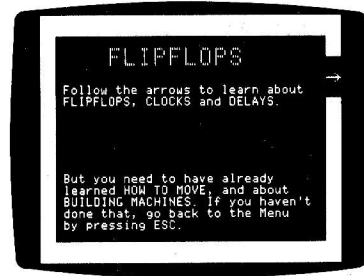 FLIPFLOPS
→
Follow the arrows to learn about
FLIPFLOPS, CLOCKS and DELAYS.
But you need to have already
learned HOW TO MOVE, and about
BUILDING MACHINES. If you haven't
done that, go back to the Menu
by pressing ESC.